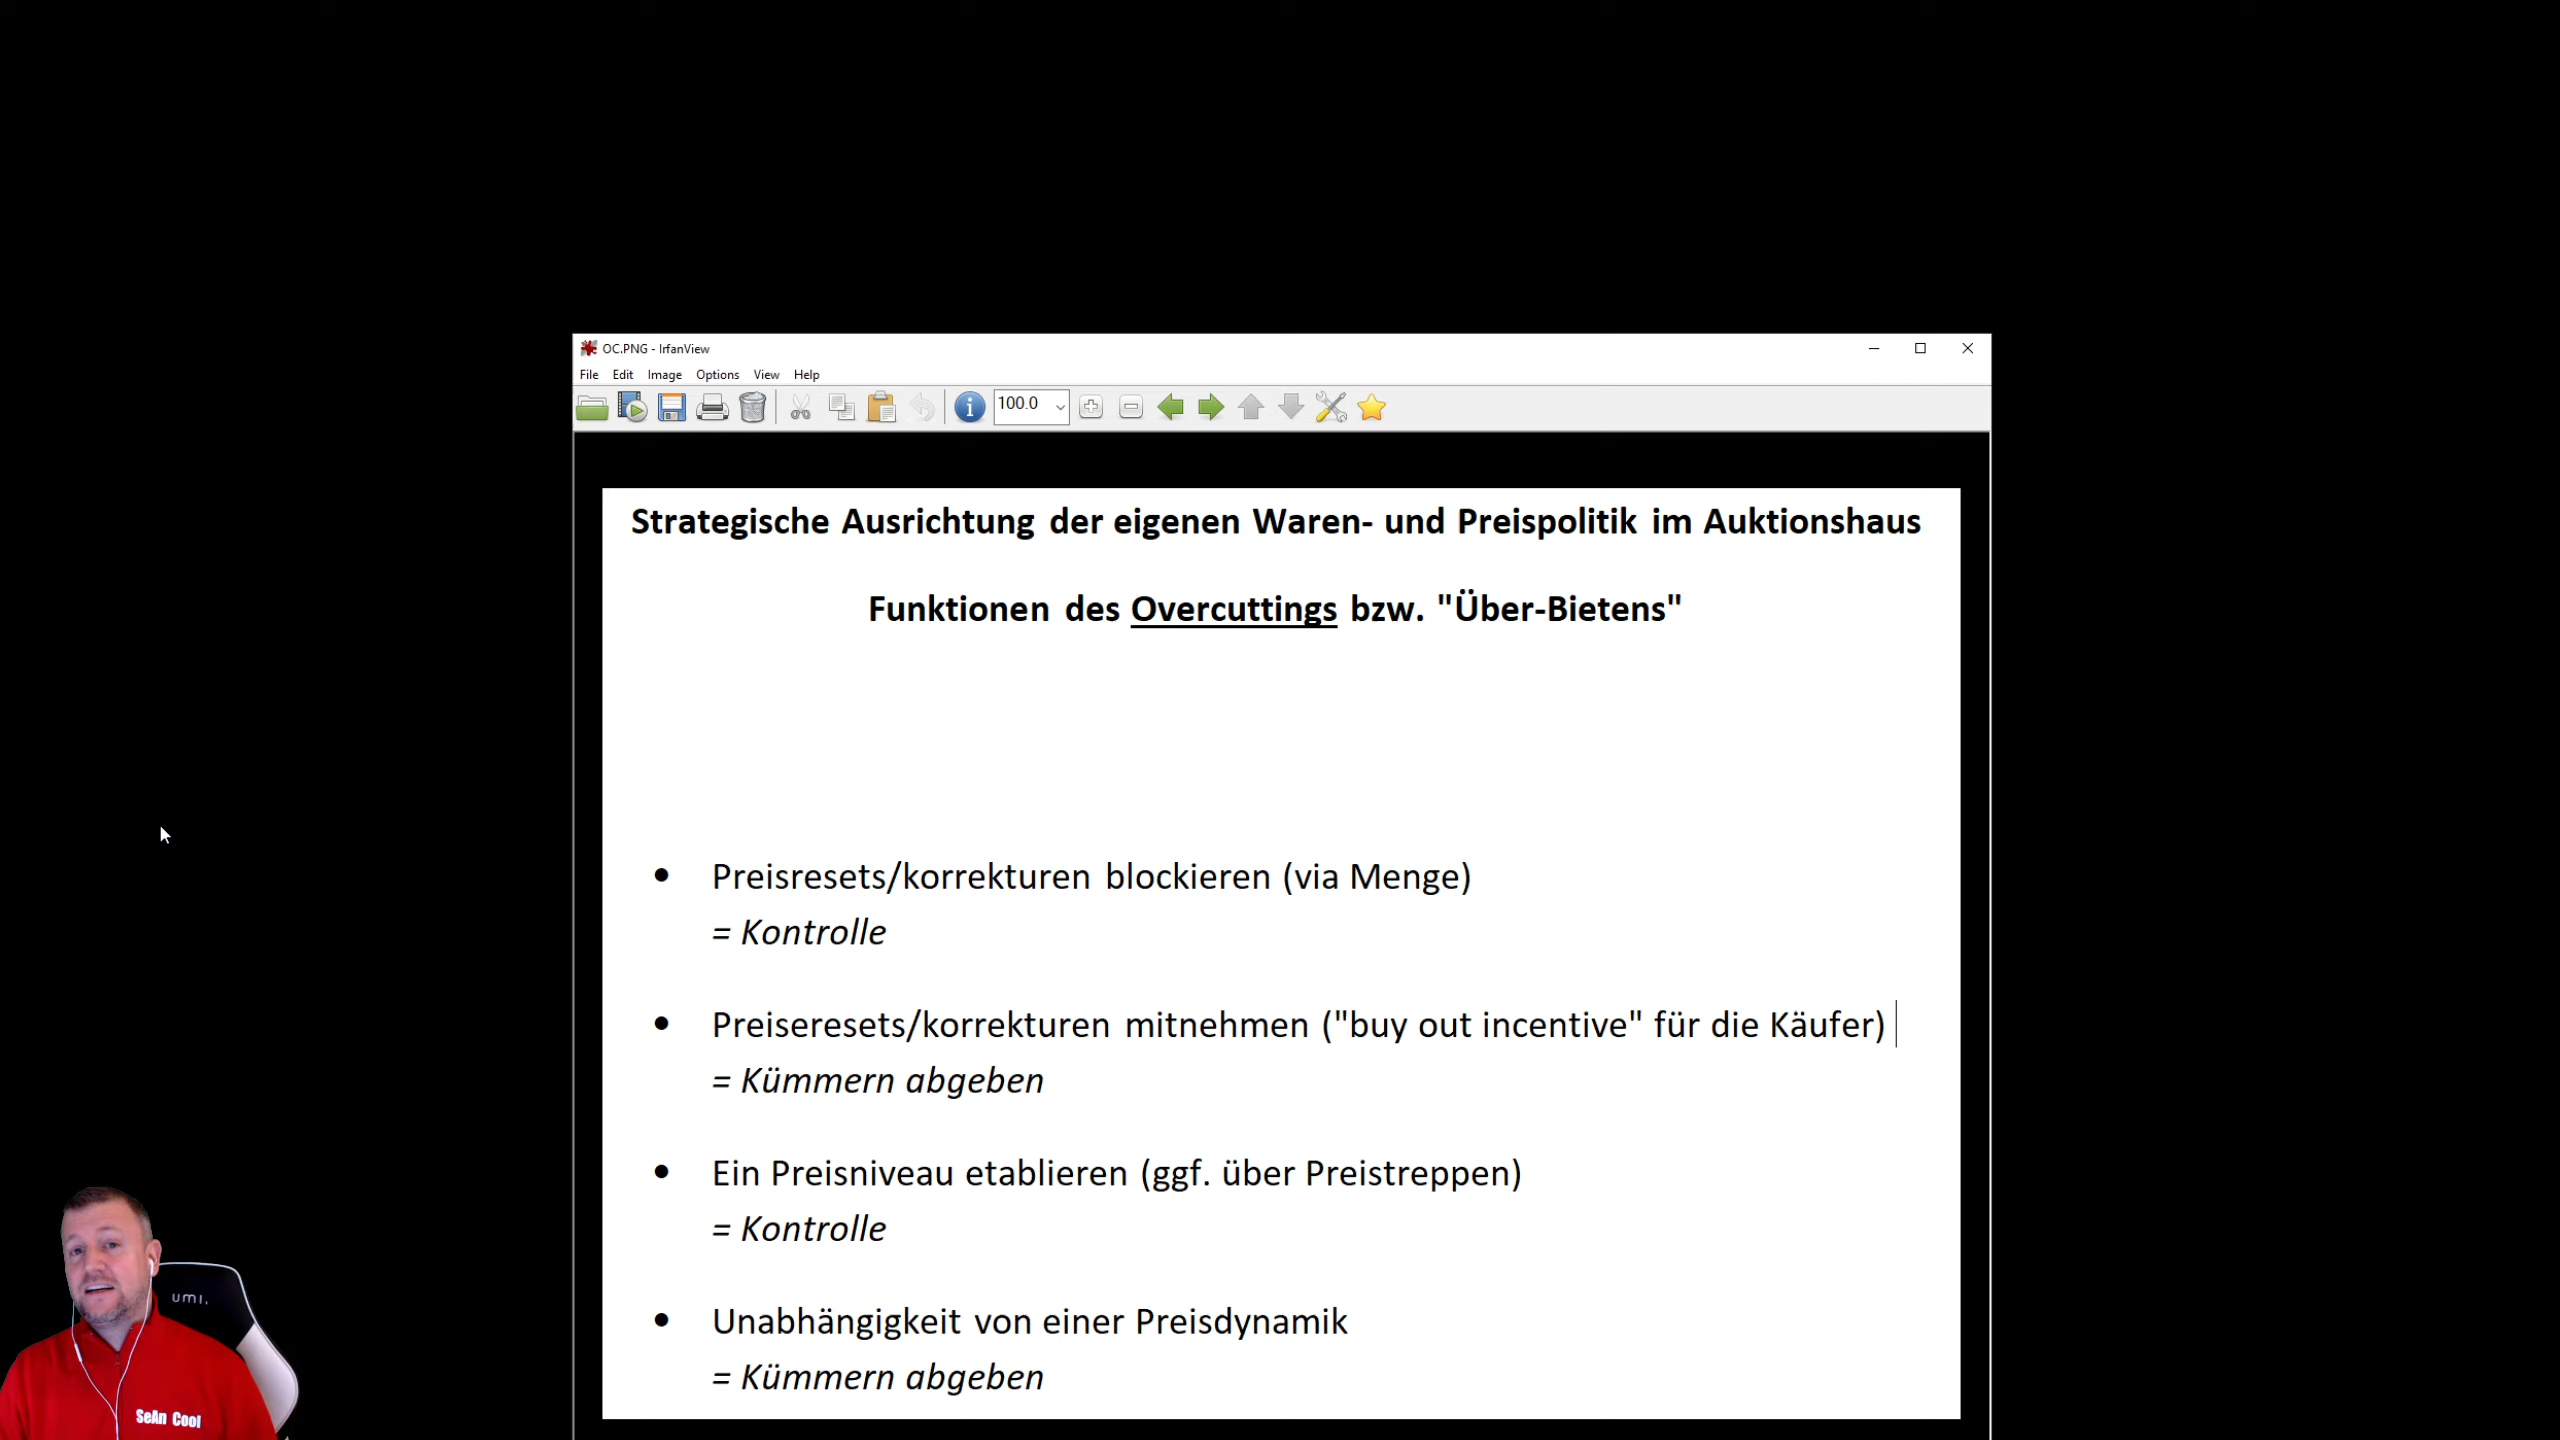 OC.PNG - IrfanView
File Edit Image Options View Help
100.0
Strategische Ausrichtung der eigenen Waren- und Preispolitik im Auktionshaus
Funktionen des Overcuttings bzw. "Über-Bietens"
• Preisresets/korrekturen blockieren (via Menge)
= Kontrolle
• Preiseresets/korrekturen mitnehmen ("buy out incentive" für die Käufer)
= Kümmern abgeben
• Ein Preisniveau etablieren (ggf. über Preistreppen)
= Kontrolle
• Unabhängigkeit von einer Preisdynamik
= Kümmern abgeben
umi.
SeAn Cool